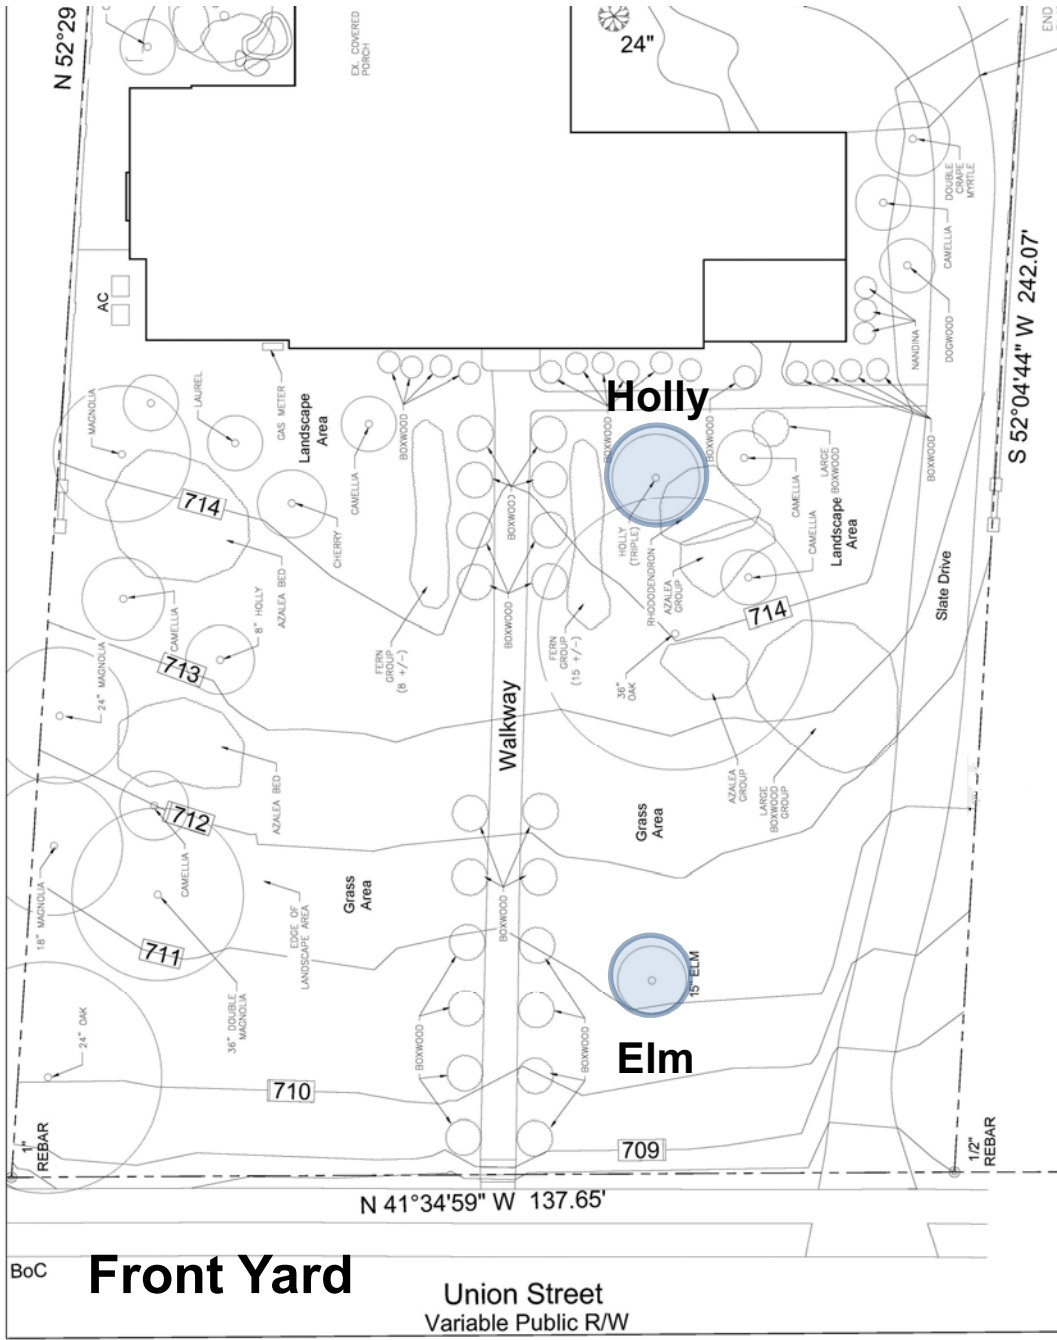 N 52°29
EX. COVERED
PORCH
24"
END
DOUBLE
CRAPE
MYRTLE
CAMELLIA
DOGWOOD
NANDINA
S 52°04'44" W 242.07'
AC
GAS METER
LAUREL
MAGNOLIA
Landscape
Area
CAMELLIA
BOXWOOD
Holly
BOXWOOD
BOXWOOD
LARGE
BOXWOOD
BOXWOOD
CAMELLIA
714
CHERRY
BOXWOOD
HOLLY
(TRIPLE)
RHODODENDRON
AZALEA
GROUP
CAMELLIA
Landscape
Area
Slate Drive
AZALEA BED
8" HOLLY
CAMELLIA
714
713
24" MAGNOLIA
FERN
GROUP
(8 +/-)
BOXWOOD
FERN
GROUP
(15 +/-)
36"
OAK
Walkway
AZALEA
GROUP
LARGE
BOXWOOD
GROUP
AZALEA BED
712
Grass
Area
CAMELLIA
18" MAGNOLIA
Grass
Area
BOXWOOD
EDGE OF
LANDSCAPE AREA
711
15" ELM
36" DOUBLE
MAGNOLIA
24" OAK
BOXWOOD
BOXWOOD
Elm
710
709
1"
REBAR
1/2"
REBAR
N 41°34'59" W 137.65'
BoC
Front Yard
Union Street
Variable Public R/W